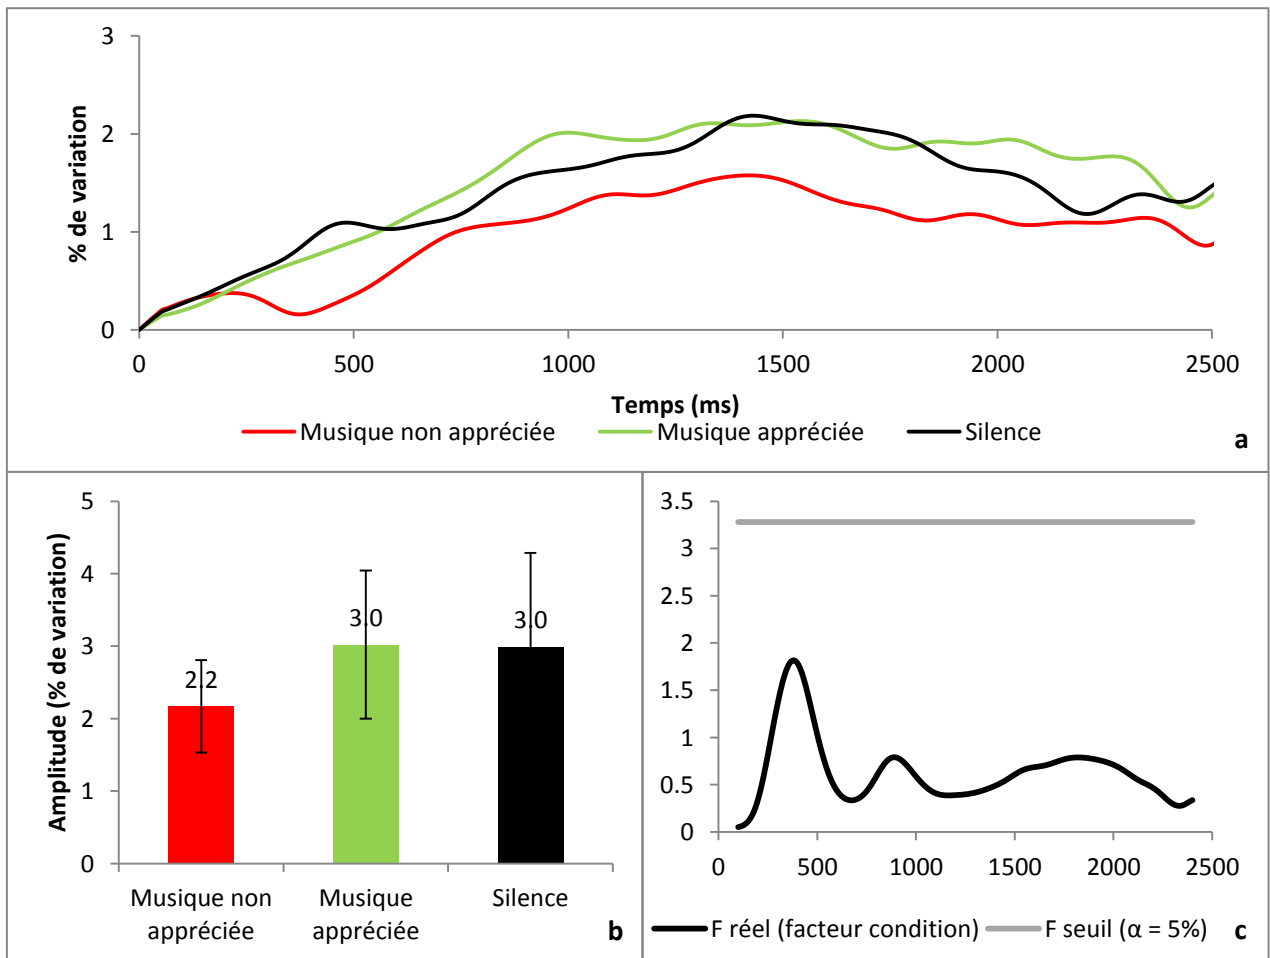 3
2
1
0
% de variation
0 500 1000 1500 2000 2500
Temps (ms)
Musique non appréciée Musique appréciée Silence
a
5
4
3
2
1
0
Amplitude (% de variation)
2.2
3.0
3.0
Musique non
appréciée
Musique
appréciée
Silence
b
3.5
3
2.5
2
1.5
1
0.5
0
0 500 1000 1500 2000 2500
F réel (facteur condition) F seuil (α = 5%)
c